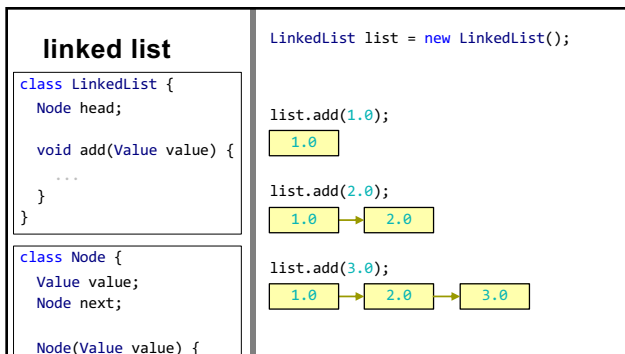 linked list
class LinkedList {
Node head;
void add(Value value) {
...
}
}
class Node {
Value value;
Node next;
Node(Value value) {
LinkedList list = new LinkedList();
list.add(1.0);
1.0
list.add(2.0);
1.0 2.0
list.add(3.0);
1.0 2.0 3.0